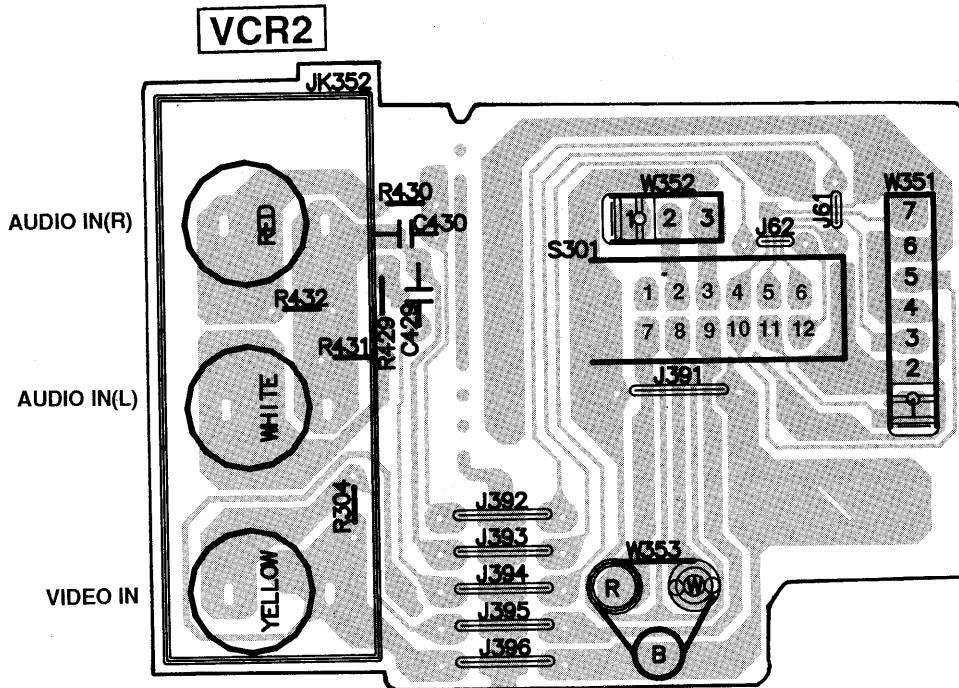 VCR2
JK352
AUDIO IN(R)
RED
R430
C430
W352
1 2 3
J61
W351
7
6
5
4
3
2
1
J62
S301
1 2 3 4 5 6
7 8 9 10 11 12
R432
R429
C429
R431
J391
AUDIO IN(L)
WHITE
R304
J392
J393
J394
J395
J396
W353
R W
B
VIDEO IN
YELLOW